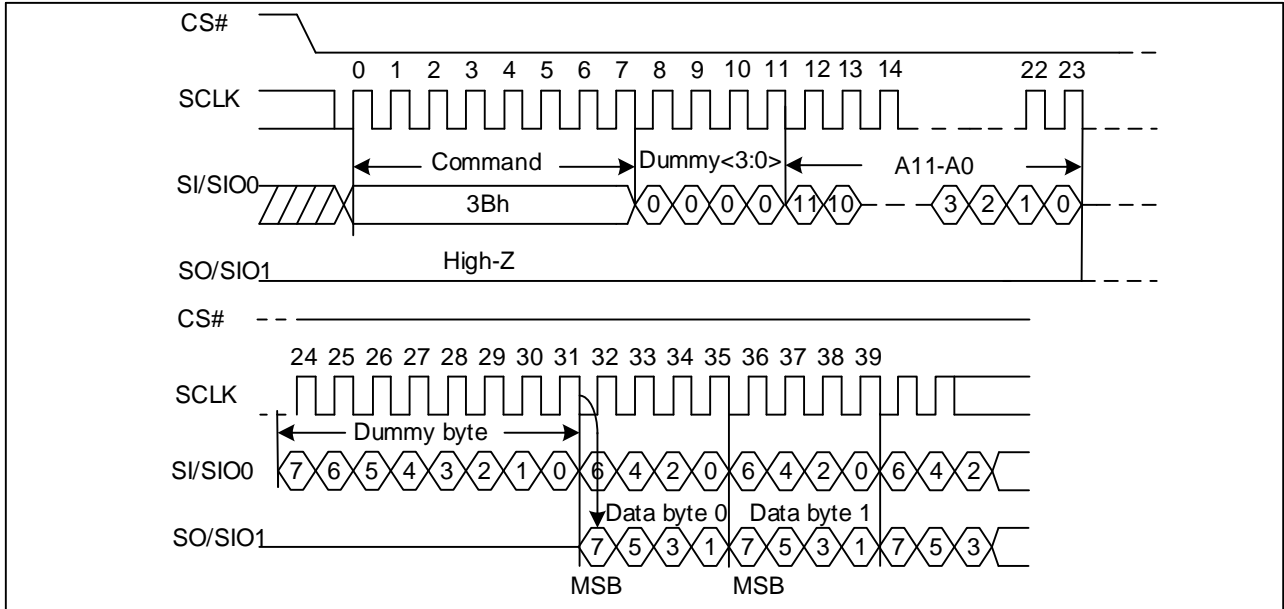 CS#
0 1 2 3 4 5 6 7 8 9 10 11 12 13 14 22 23
SCLK
Command Dummy<3:0> A11-A0
SI/SIO0
3Bh 0 0 0 0 11 10 3 2 1 0
High-Z
SO/SIO1
CS#
24 25 26 27 28 29 30 31 32 33 34 35 36 37 38 39
SCLK
Dummy byte
SI/SIO0 7 6 5 4 3 2 1 0 6 4 2 0 6 4 2 0 6 4 2
Data byte 0 Data byte 1
SO/SIO1 7 5 3 1 7 5 3 1 7 5 3
MSB MSB